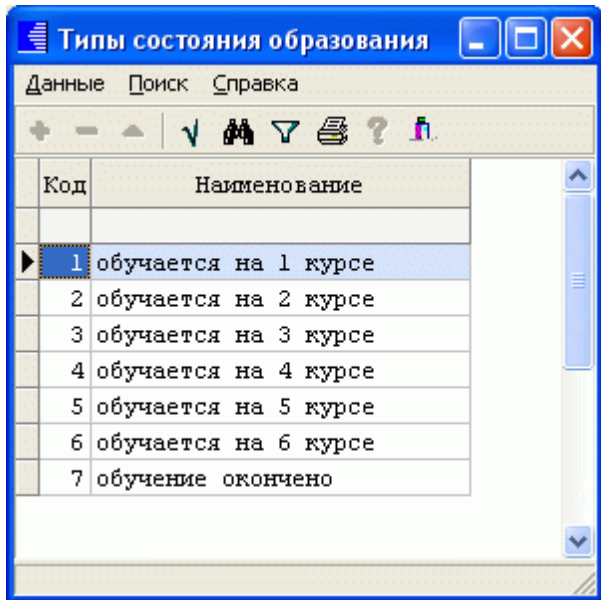 Типы состояния образования
Данные Поиск Справка
Код Наименование
1 обучается на 1 курсе
2 обучается на 2 курсе
3 обучается на 3 курсе
4 обучается на 4 курсе
5 обучается на 5 курсе
6 обучается на 6 курсе
7 обучение окончено